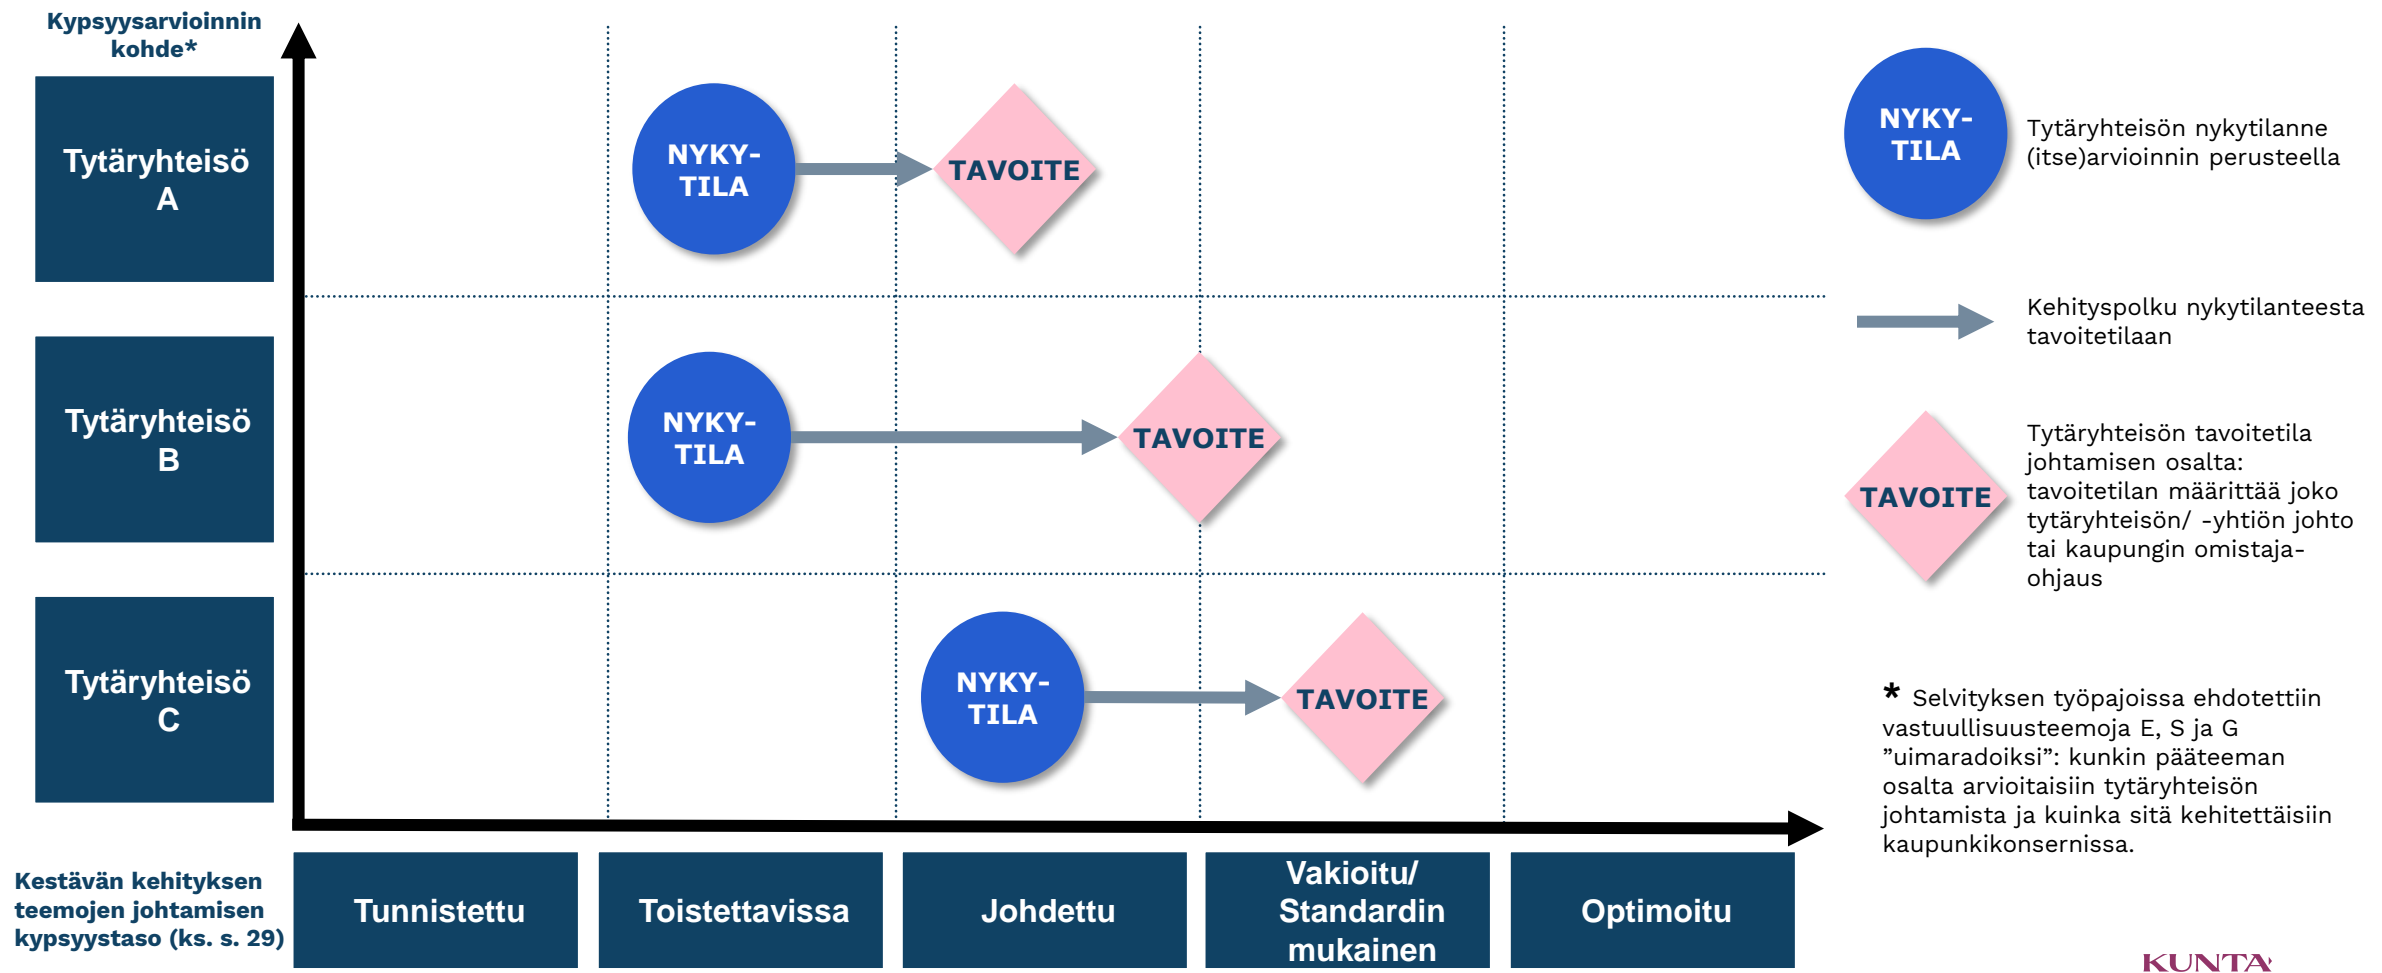 Kypsyysarvioinnin
kohde*
Tytäryhteisö
A
NYKY-
TILA
TAVOITE
Tytäryhteisö
B
NYKY-
TILA
TAVOITE
Tytäryhteisö
C
NYKY-
TILA
TAVOITE
Kestävän kehityksen
teemojen johtamisen
kypsyystaso (ks. s. 29)
Tunnistettu
Toistettavissa
Johdettu
Vakioitu/
Standardin
mukainen
Optimoitu
NYKY-
TILA
Tytäryhteisön nykytilanne
(itse)arvioinnin perusteella
Kehityspolku nykytilanteesta
tavoitetilaan
TAVOITE
Tytäryhteisön tavoitetila
johtamisen osalta:
tavoitetilan määrittää joko
tytäryhteisön/ -yhtiön johto
tai kaupungin omistaja-
ohjaus
* Selvityksen työpajoissa ehdotettiin
vastuullisuusteemoja E, S ja G
”uimaradoiksi”: kunkin pääteeman
osalta arvioitaisiin tytäryhteisön
johtamista ja kuinka sitä kehitettäisiin
kaupunkikonsernissa.
KUNTA